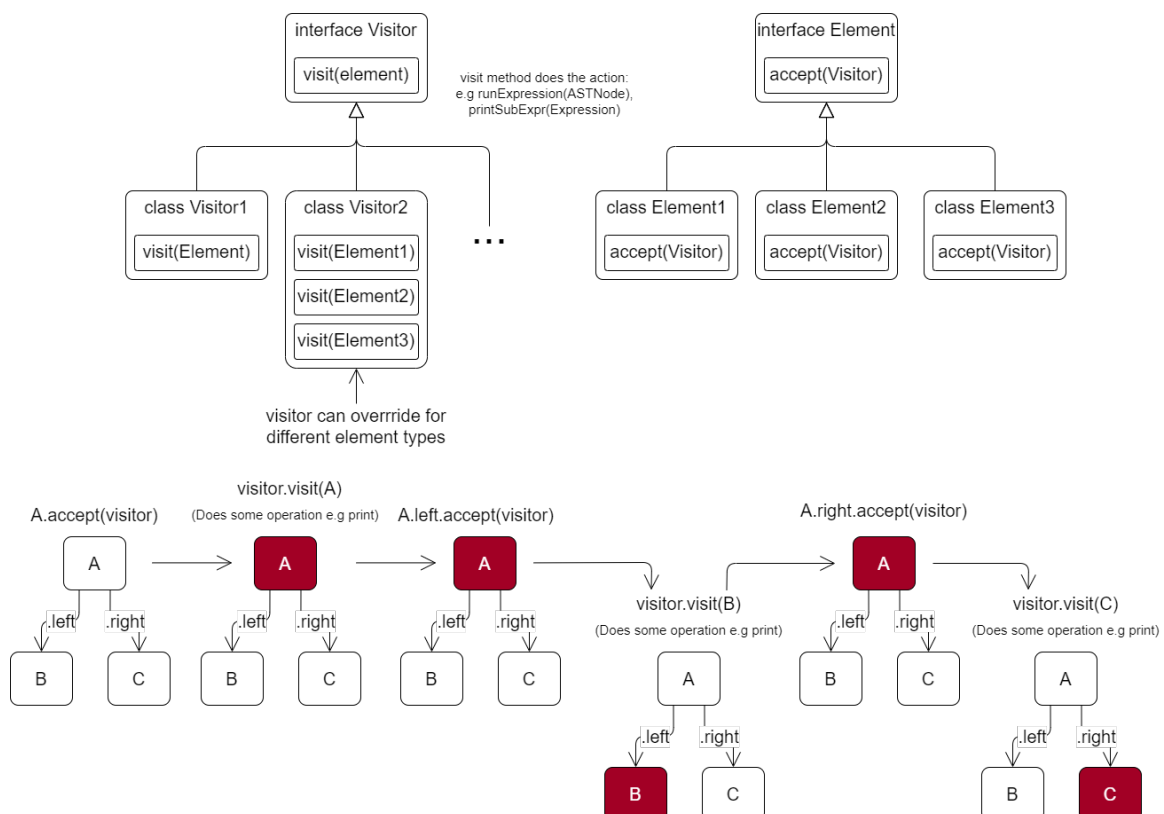 interface Visitor
visit(element)
visit method does the action:
e.g runExpression(ASTNode),
printSubExpr(Expression)
interface Element
accept(Visitor)
class Visitor1
visit(Element)
class Visitor2
visit(Element1)
visit(Element2)
visit(Element3)
...
class Element1
accept(Visitor)
class Element2
accept(Visitor)
class Element3
accept(Visitor)
visitor can overrride for
different element types
A.accept(visitor)
A
.left
.right
B
C
visitor.visit(A)
(Does some operation e.g print)
A
.left
.right
B
C
A.left.accept(visitor)
A
.left
.right
B
C
visitor.visit(B)
(Does some operation e.g print)
A
.left
.right
B
C
A.right.accept(visitor)
A
.left
.right
B
C
visitor.visit(C)
(Does some operation e.g print)
A
.left
.right
B
C